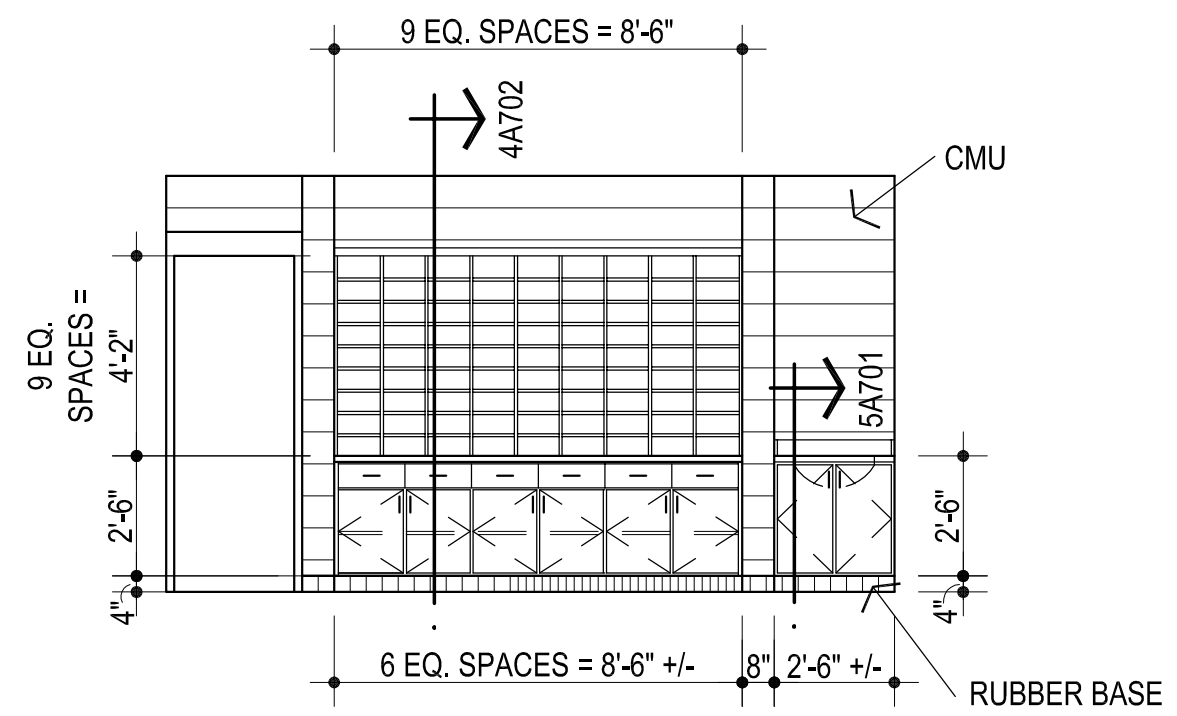 9 EQ. SPACES = 8'-6"
4A702
CMU
9 EQ.
SPACES =
4'-2"
5A701
2'-6"
2'-6"
4"
4"
6 EQ. SPACES = 8'-6" +/-
8"
2'-6" +/-
RUBBER BASE